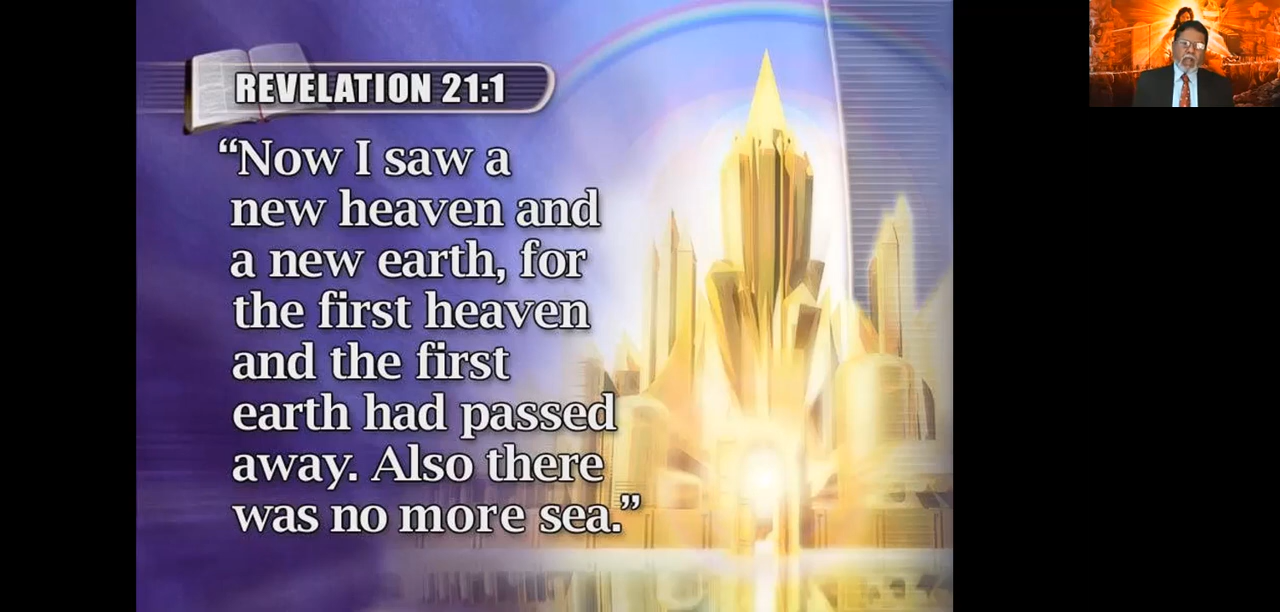 REVELATION 21:1
“Now I saw a
new heaven and
a new earth, for
the first heaven
and the first
earth had passed
away. Also there
was no more sea.”